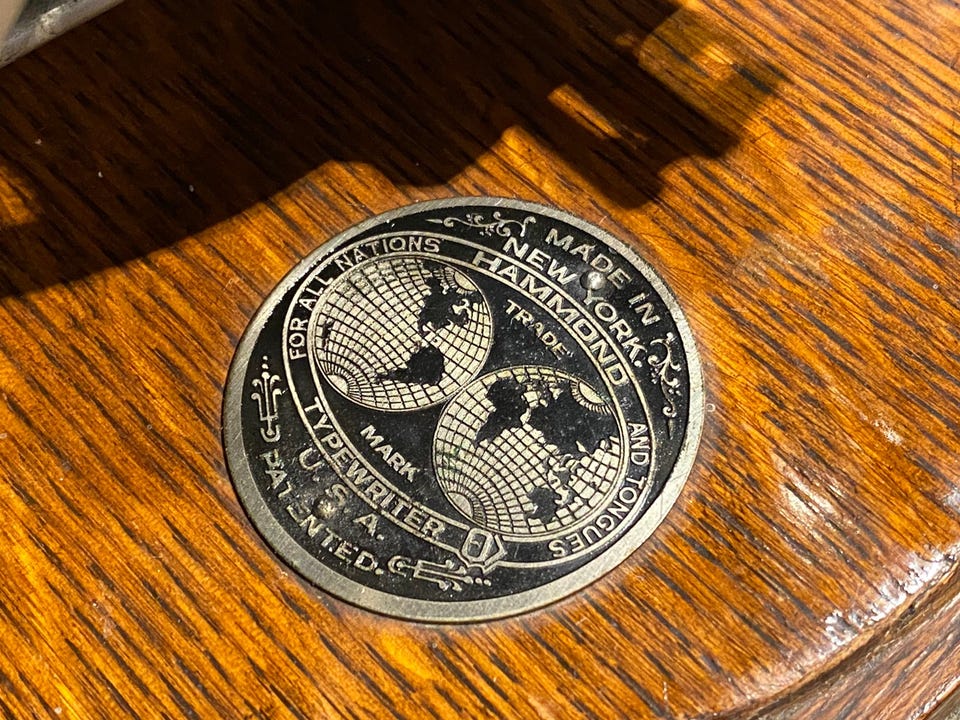 MADE IN
NEW YORK.
HAMMOND
FOR ALL NATIONS
TRADE
MARK
AND TONGUES
TYPEWRITER
U.S.A.
PATENTED.